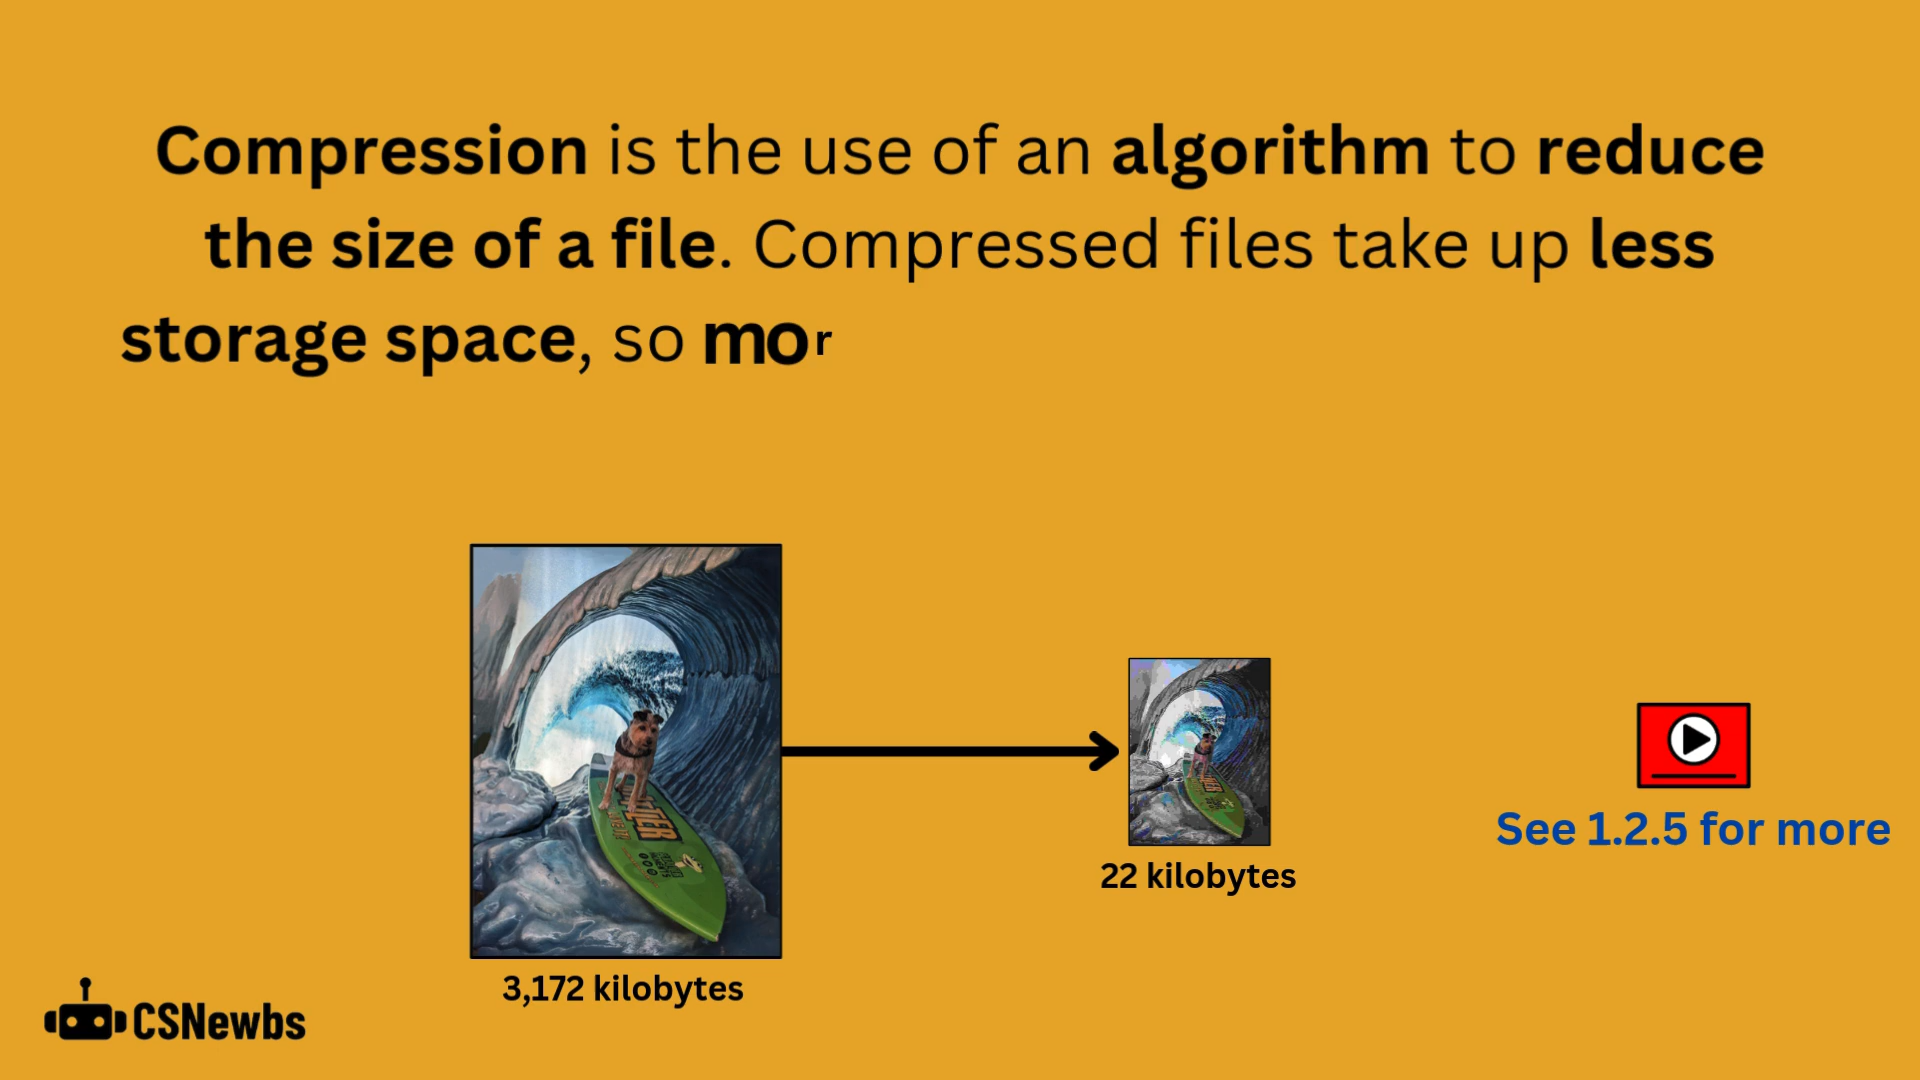 Compression is the use of an algorithm to reduce
the size of a file. Compressed files take up less
storage space, so mor
22 kilobytes
See 1.2.5 for more
3,172 kilobytes
CSNewbs